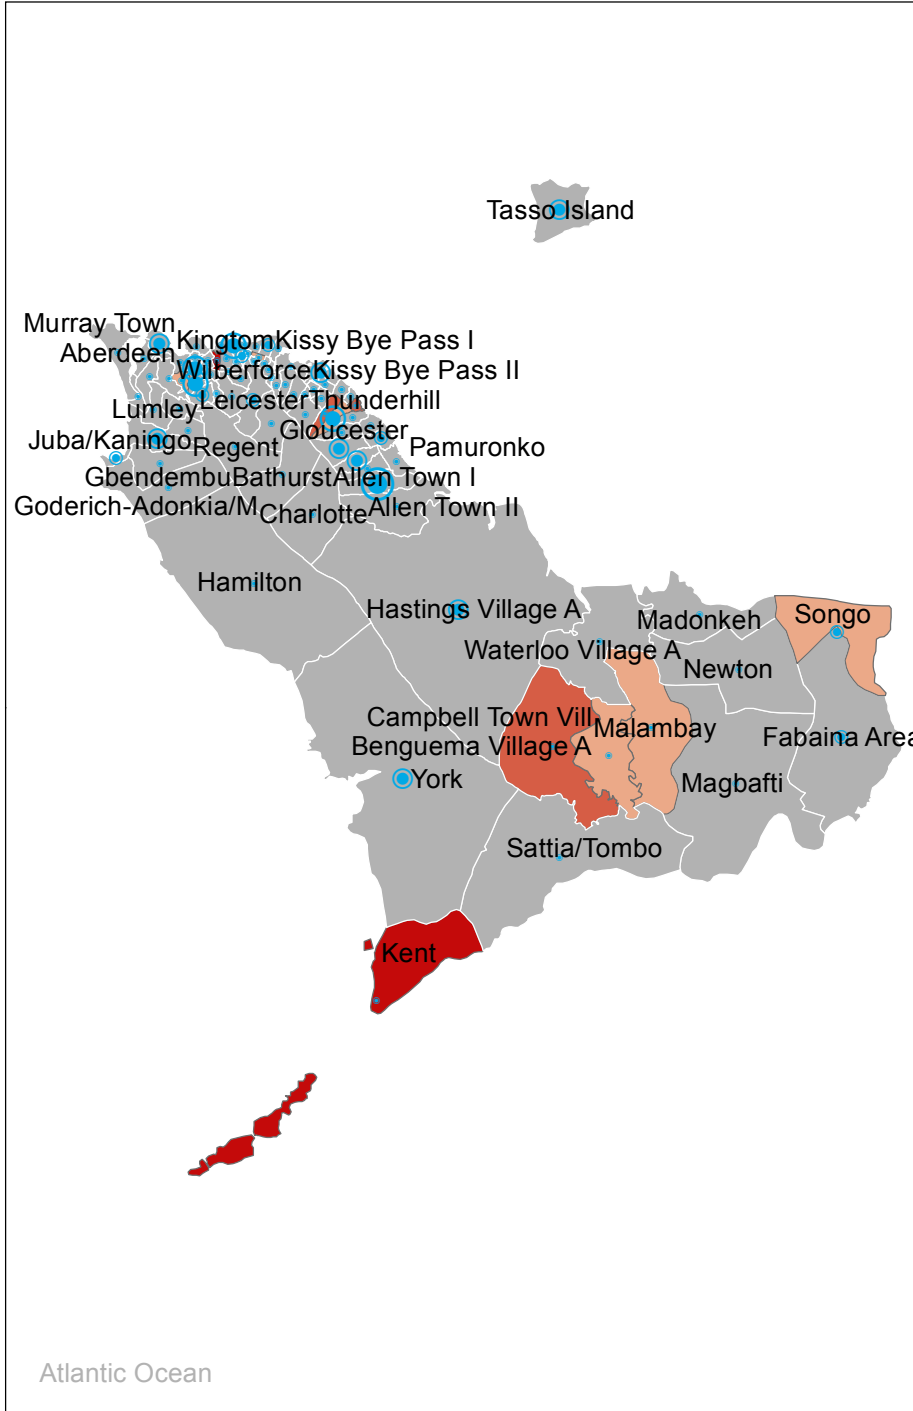 Tasso Island
Murray Town
Kingtom
Kissy Bye Pass I
Aberdeen
Wilberforce
Kissy Bye Pass II
Lumley
Leicester
Thunderhill
Juba/Kaningo
Regent
Gloucester
Pamuronko
Gbendembu
Bathurst
Allen Town I
Goderich-Adonkia/M
Charlotte
Allen Town II
Hamilton
Hastings Village A
Madonkeh
Songo
Waterloo Village A
Newton
Campbell Town Vill
Malambay
Fabaina Area
Benguema Village A
York
Magbafti
Sattia/Tombo
Kent
Atlantic Ocean